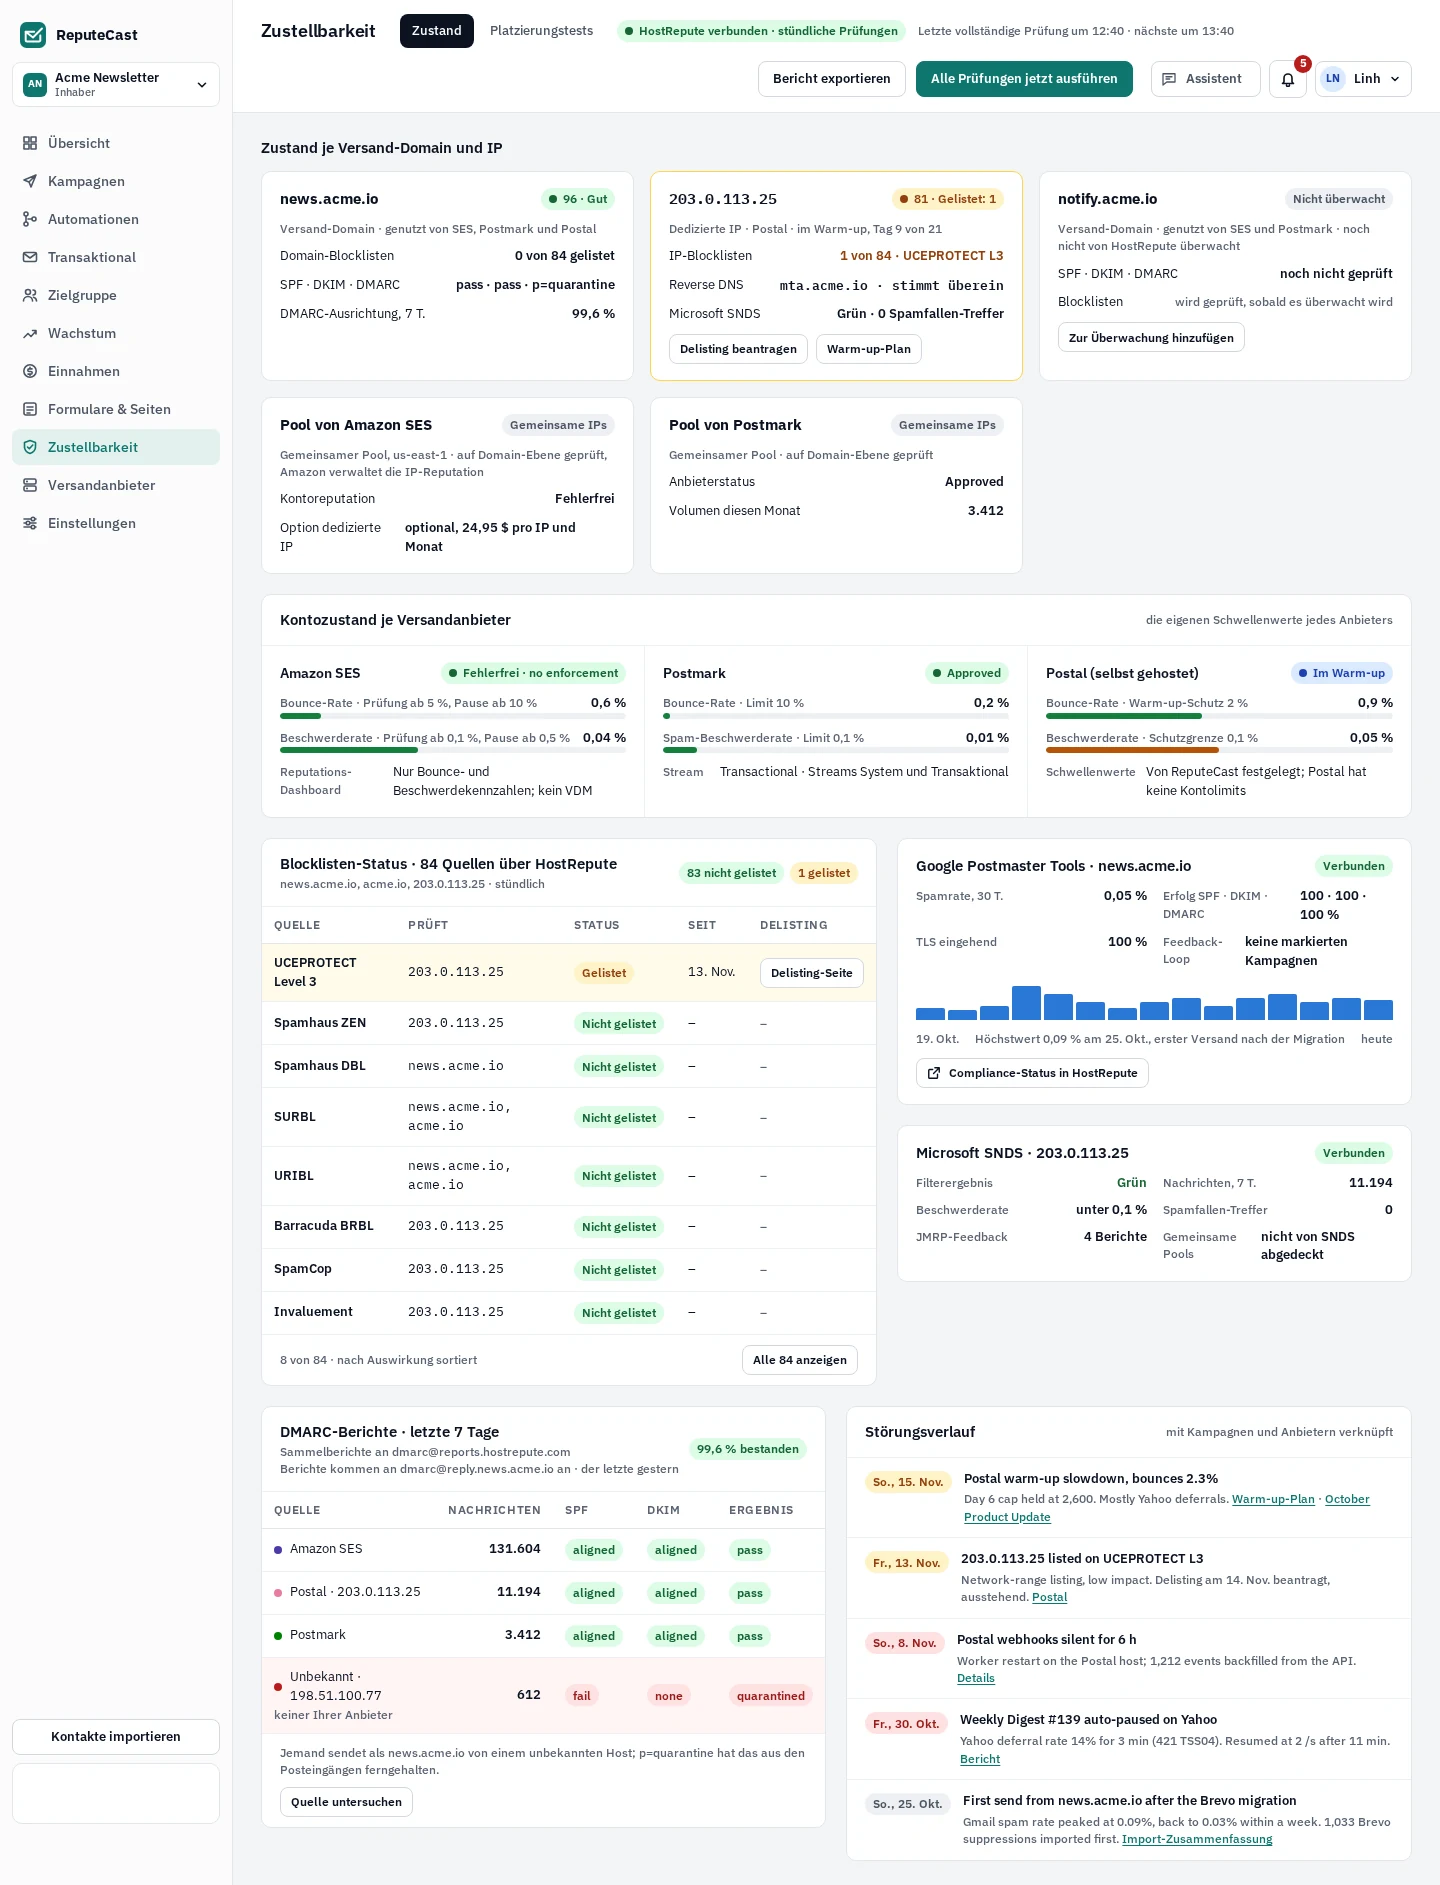 ReputeCast
AN
Acme Newsletter
Inhaber
Übersicht
Kampagnen
Automationen
Transaktional
Zielgruppe
Wachstum
Einnahmen
Formulare & Seiten
Zustellbarkeit
Versandanbieter
Einstellungen
Kontakte importieren
Zustellbarkeit
Zustand
Platzierungstests
HostRepute verbunden · stündliche Prüfungen
Letzte vollständige Prüfung um 12:40 · nächste um 13:40
Bericht exportieren
Alle Prüfungen jetzt ausführen
Assistent
5
LN
Linh
Zustand je Versand-Domain und IP
news.acme.io
96 · Gut
Versand-Domain · genutzt von SES, Postmark und Postal
Domain-Blocklisten
0 von 84 gelistet
SPF · DKIM · DMARC
pass · pass · p=quarantine
DMARC-Ausrichtung, 7 T.
99,6 %
203.0.113.25
81 · Gelistet: 1
Dedizierte IP · Postal · im Warm-up, Tag 9 von 21
IP-Blocklisten
1 von 84 · UCEPROTECT L3
Reverse DNS
mta.acme.io · stimmt überein
Microsoft SNDS
Grün · 0 Spamfallen-Treffer
Delisting beantragen
Warm-up-Plan
notify.acme.io
Nicht überwacht
Versand-Domain · genutzt von SES und Postmark · noch
nicht von HostRepute überwacht
SPF · DKIM · DMARC
noch nicht geprüft
Blocklisten
wird geprüft, sobald es überwacht wird
Zur Überwachung hinzufügen
Pool von Amazon SES
Gemeinsame IPs
Gemeinsamer Pool, us-east-1 · auf Domain-Ebene geprüft,
Amazon verwaltet die IP-Reputation
Kontoreputation
Fehlerfrei
Option dedizierte
IP
optional, 24,95 $ pro IP und
Monat
Pool von Postmark
Gemeinsame IPs
Gemeinsamer Pool · auf Domain-Ebene geprüft
Anbieterstatus
Approved
Volumen diesen Monat
3.412
Kontozustand je Versandanbieter
die eigenen Schwellenwerte jedes Anbieters
Amazon SES
Fehlerfrei · no enforcement
Bounce-Rate · Prüfung ab 5 %, Pause ab 10 %
0,6 %
Beschwerderate · Prüfung ab 0,1 %, Pause ab 0,5 %
0,04 %
Reputations-
Dashboard
Nur Bounce- und
Beschwerdekennzahlen; kein VDM
Postmark
Approved
Bounce-Rate · Limit 10 %
0,2 %
Spam-Beschwerderate · Limit 0,1 %
0,01 %
Stream
Transactional · Streams System und Transaktional
Postal (selbst gehostet)
Im Warm-up
Bounce-Rate · Warm-up-Schutz 2 %
0,9 %
Beschwerderate · Schutzgrenze 0,1 %
0,05 %
Schwellenwerte
Von ReputeCast festgelegt; Postal hat
keine Kontolimits
Blocklisten-Status · 84 Quellen über HostRepute
news.acme.io, acme.io, 203.0.113.25 · stündlich
83 nicht gelistet
1 gelistet
QUELLE PRÜFT STATUS SEIT DELISTING
UCEPROTECT
Level 3
203.0.113.25 Gelistet 13. Nov. Delisting-Seite
Spamhaus ZEN 203.0.113.25 Nicht gelistet – –
Spamhaus DBL news.acme.io Nicht gelistet – –
SURBL
news.acme.io,
acme.io
Nicht gelistet – –
URIBL
news.acme.io,
acme.io
Nicht gelistet – –
Barracuda BRBL 203.0.113.25 Nicht gelistet – –
SpamCop 203.0.113.25 Nicht gelistet – –
Invaluement 203.0.113.25 Nicht gelistet – –
8 von 84 · nach Auswirkung sortiert
Alle 84 anzeigen
Google Postmaster Tools · news.acme.io
Verbunden
Spamrate, 30 T.
0,05 %
Erfolg SPF · DKIM ·
DMARC
100 · 100 ·
100 %
TLS eingehend
100 %
Feedback-
Loop
keine markierten
Kampagnen
19. Okt.
Höchstwert 0,09 % am 25. Okt., erster Versand nach der Migration
heute
Compliance-Status in HostRepute
Microsoft SNDS · 203.0.113.25
Verbunden
Filterergebnis
Grün
Nachrichten, 7 T.
11.194
Beschwerderate
unter 0,1 %
Spamfallen-Treffer
0
JMRP-Feedback
4 Berichte
Gemeinsame
Pools
nicht von SNDS
abgedeckt
DMARC-Berichte · letzte 7 Tage
Sammelberichte an dmarc@reports.hostrepute.com
Berichte kommen an dmarc@reply.news.acme.io an · der letzte gestern
99,6 % bestanden
QUELLE NACHRICHTEN SPF DKIM ERGEBNIS
Amazon SES 131.604 aligned aligned pass
Postal · 203.0.113.25 11.194 aligned aligned pass
Postmark 3.412 aligned aligned pass
Unbekannt ·
198.51.100.77
keiner Ihrer Anbieter
612 fail none quarantined
Jemand sendet als news.acme.io von einem unbekannten Host; p=quarantine hat das aus den
Posteingängen ferngehalten.
Quelle untersuchen
Störungsverlauf
mit Kampagnen und Anbietern verknüpft
So., 15. Nov.
Postal warm-up slowdown, bounces 2.3%
Day 6 cap held at 2,600. Mostly Yahoo deferrals. Warm-up-Plan · October
Product Update
Fr., 13. Nov.
203.0.113.25 listed on UCEPROTECT L3
Network-range listing, low impact. Delisting am 14. Nov. beantragt,
ausstehend. Postal
So., 8. Nov.
Postal webhooks silent for 6 h
Worker restart on the Postal host; 1,212 events backfilled from the API.
Details
Fr., 30. Okt.
Weekly Digest #139 auto-paused on Yahoo
Yahoo deferral rate 14% for 3 min (421 TSS04). Resumed at 2 /s after 11 min.
Bericht
So., 25. Okt.
First send from news.acme.io after the Brevo migration
Gmail spam rate peaked at 0.09%, back to 0.03% within a week. 1,033 Brevo
suppressions imported first. Import-Zusammenfassung